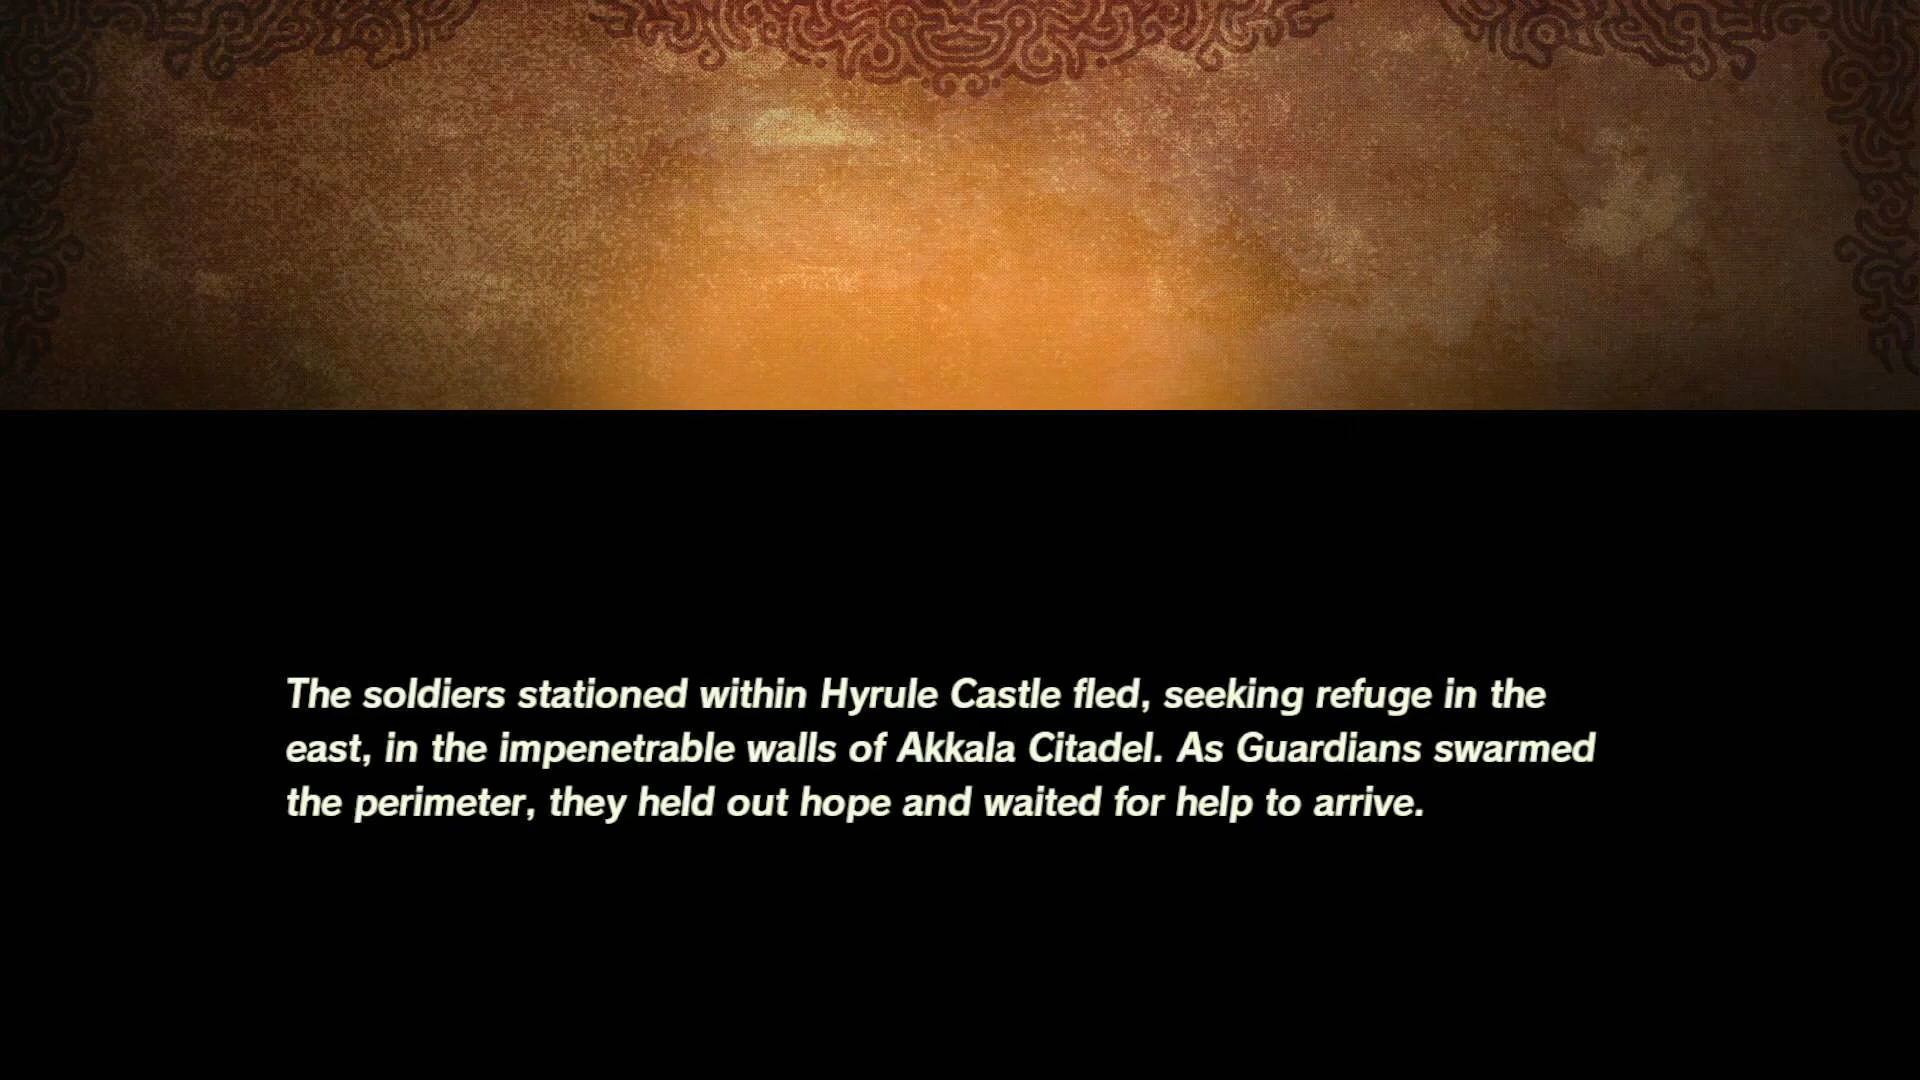 The soldiers stationed within Hyrule Castle fled, seeking refuge in the
east, in the impenetrable walls of Akkala Citadel. As Guardians swarmed
the perimeter, they held out hope and waited for help to arrive.